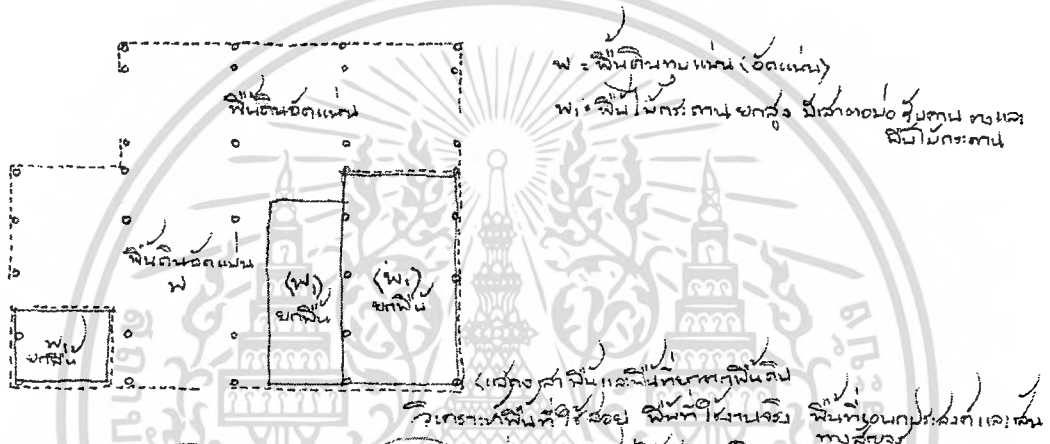 พ = พื้นดินทุบแน่น (อัดแน่น)
พื้นดินอัดแน่น
พ₁ = พื้นไม้กระดาน ยกสูง มีเสาตอม่อ รับคาน ตงและ
พื้นไม้กระดาน
พื้นดินอัดแน่น
พ
(พ₁)
ยกพื้น
(พ₁)
ยกพื้น
พ₁
ยกพื้น
(แสดงเสา พื้นและพื้นที่ยกจากพื้นดิน
วิเคราะห์พื้นที่ใช้สอย พื้นที่ใช้งานจริง พื้นที่เอนกประสงค์และส่วน
ทางสัญจร